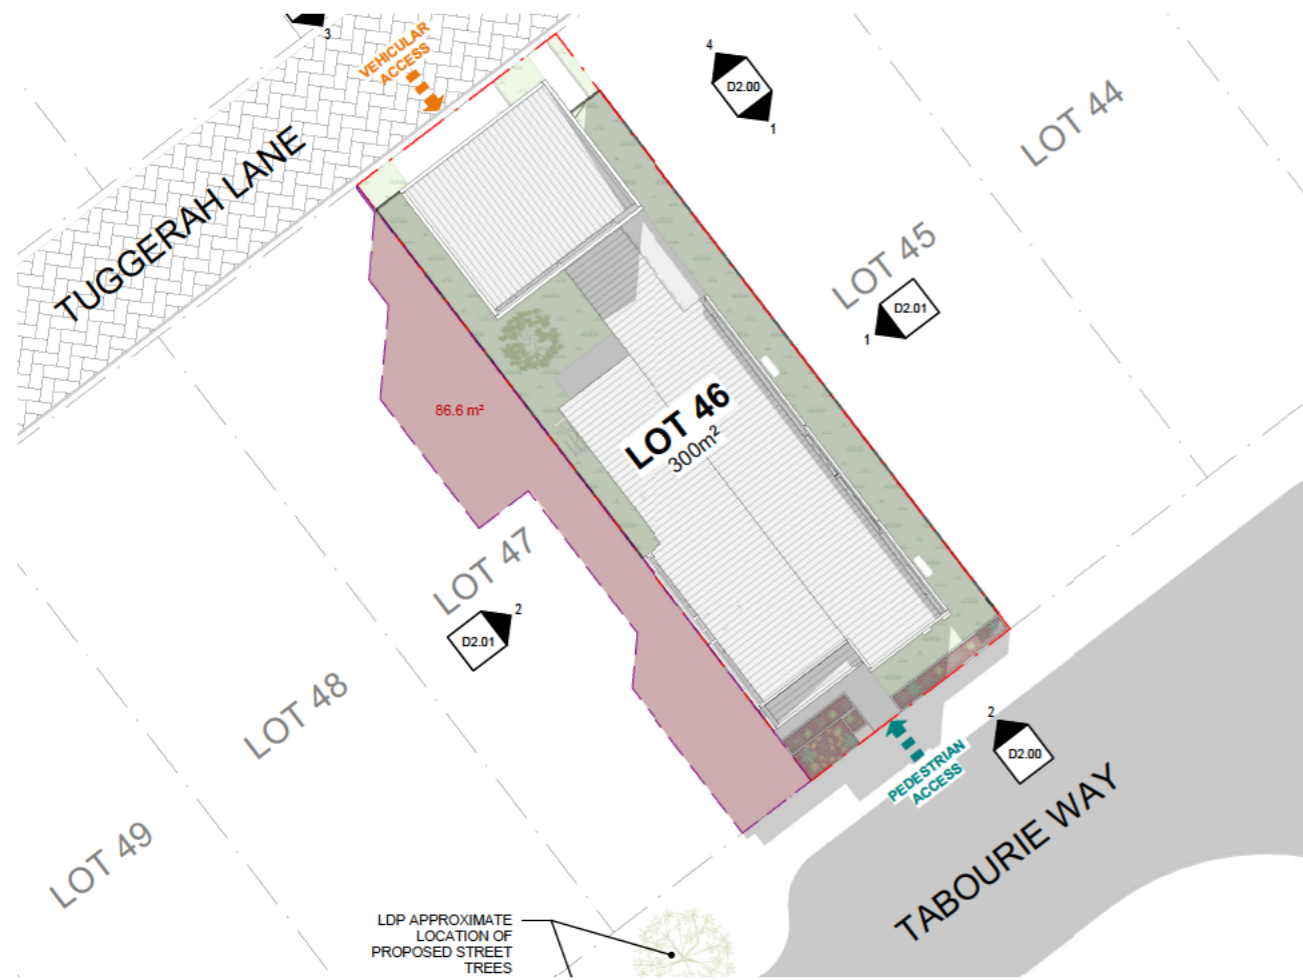 3
VEHICULAR
ACCESS
4
D2.00
1
LOT 44
TUGGERAH LANE
LOT 45
D2.01
1
86.6 m²
LOT 46
300m²
LOT 47
2
D2.01
LOT 48
2
D2.00
PEDESTRIAN
ACCESS
LOT 49
TABOURIE WAY
LDP APPROXIMATE
LOCATION OF
PROPOSED STREET
TREES